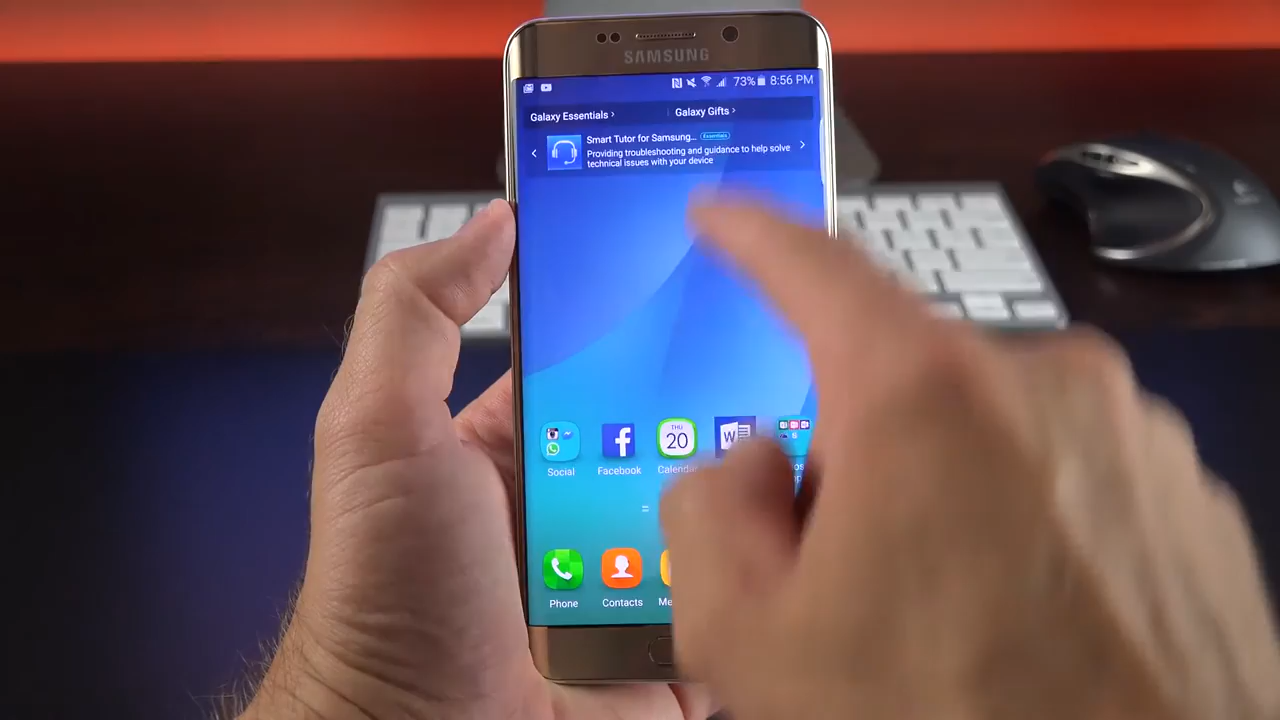 SAMSUNG
73% 8:56 PM
Galaxy Essentials › Galaxy Gifts ›
Smart Tutor for Samsung... Essentials
Providing troubleshooting and guidance to help solve
technical issues with your device
THU
20
W
Social Facebook Calendar
Phone Contacts Me